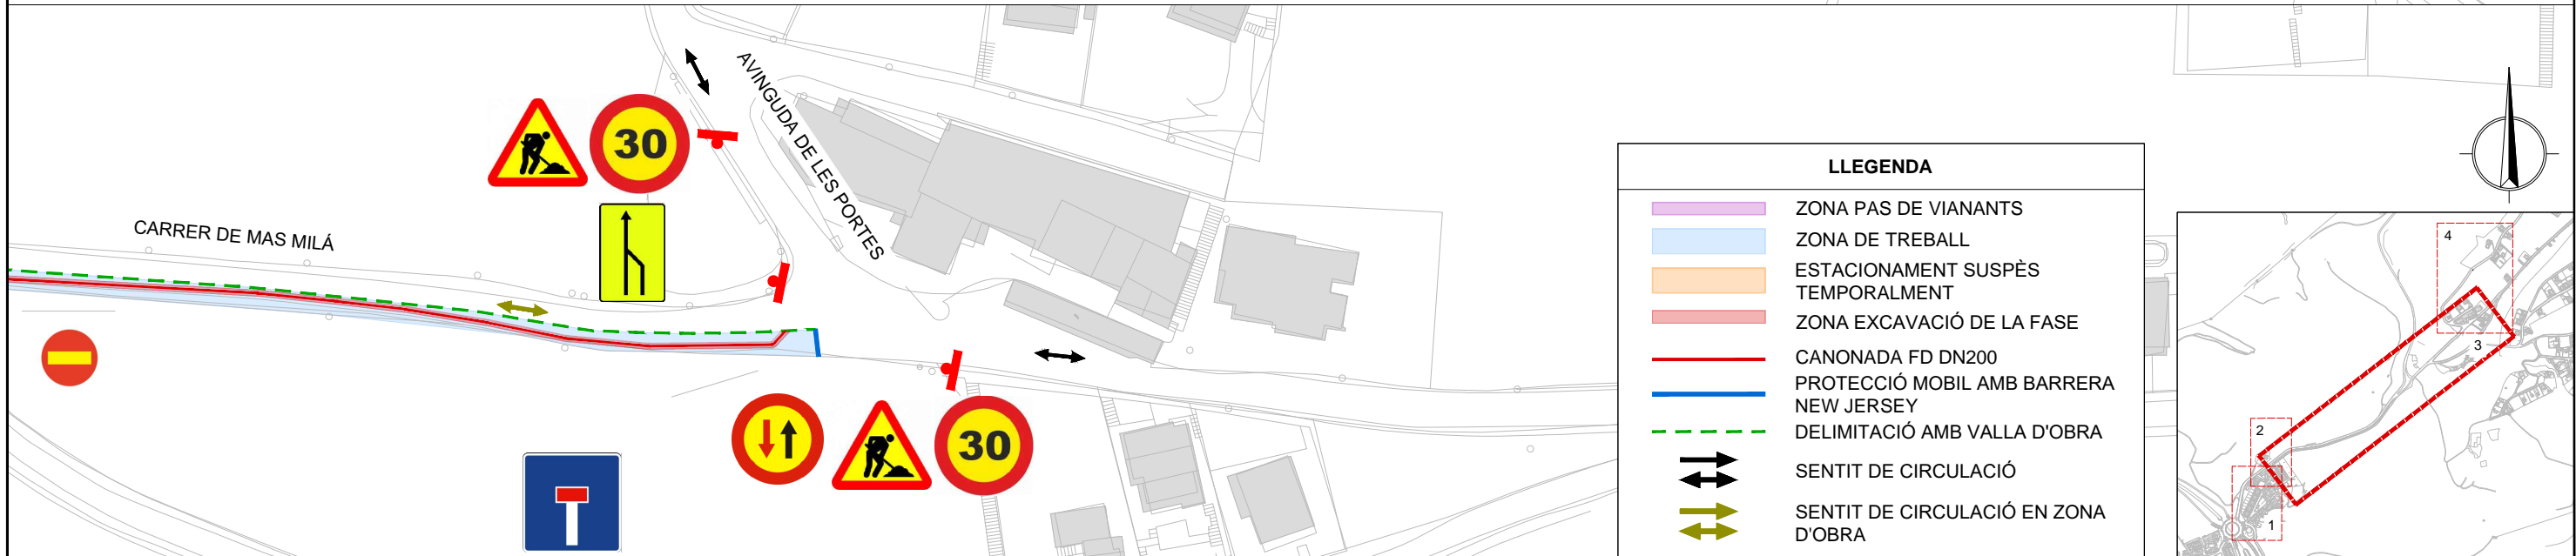 AVINGUDA DE LES PORTES
30
CARRER DE MAS MILÁ
30
LLEGENDA
ZONA PAS DE VIANANTS
ZONA DE TREBALL
ESTACIONAMENT SUSPÈS
TEMPORALMENT
ZONA EXCAVACIÓ DE LA FASE
CANONADA FD DN200
PROTECCIÓ MOBIL AMB BARRERA
NEW JERSEY
DELIMITACIÓ AMB VALLA D'OBRA
SENTIT DE CIRCULACIÓ
SENTIT DE CIRCULACIÓ EN ZONA
D'OBRA
4
3
2
1